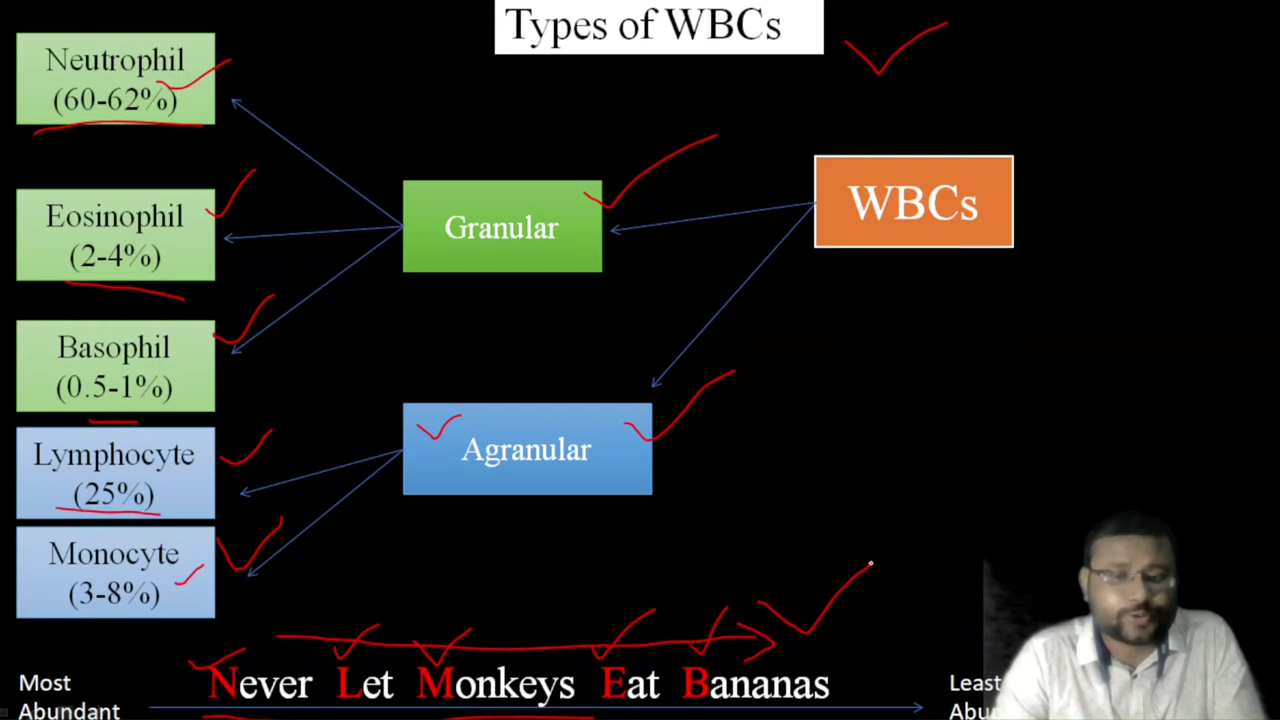 Types of WBCs
Neutrophil
(60-62%)
Eosinophil
(2-4%)
Basophil
(0.5-1%)
Lymphocyte
(25%)
Monocyte
(3-8%)
Granular
Agranular
WBCs
Most
Abundant
Never Let Monkeys Eat Bananas
Least